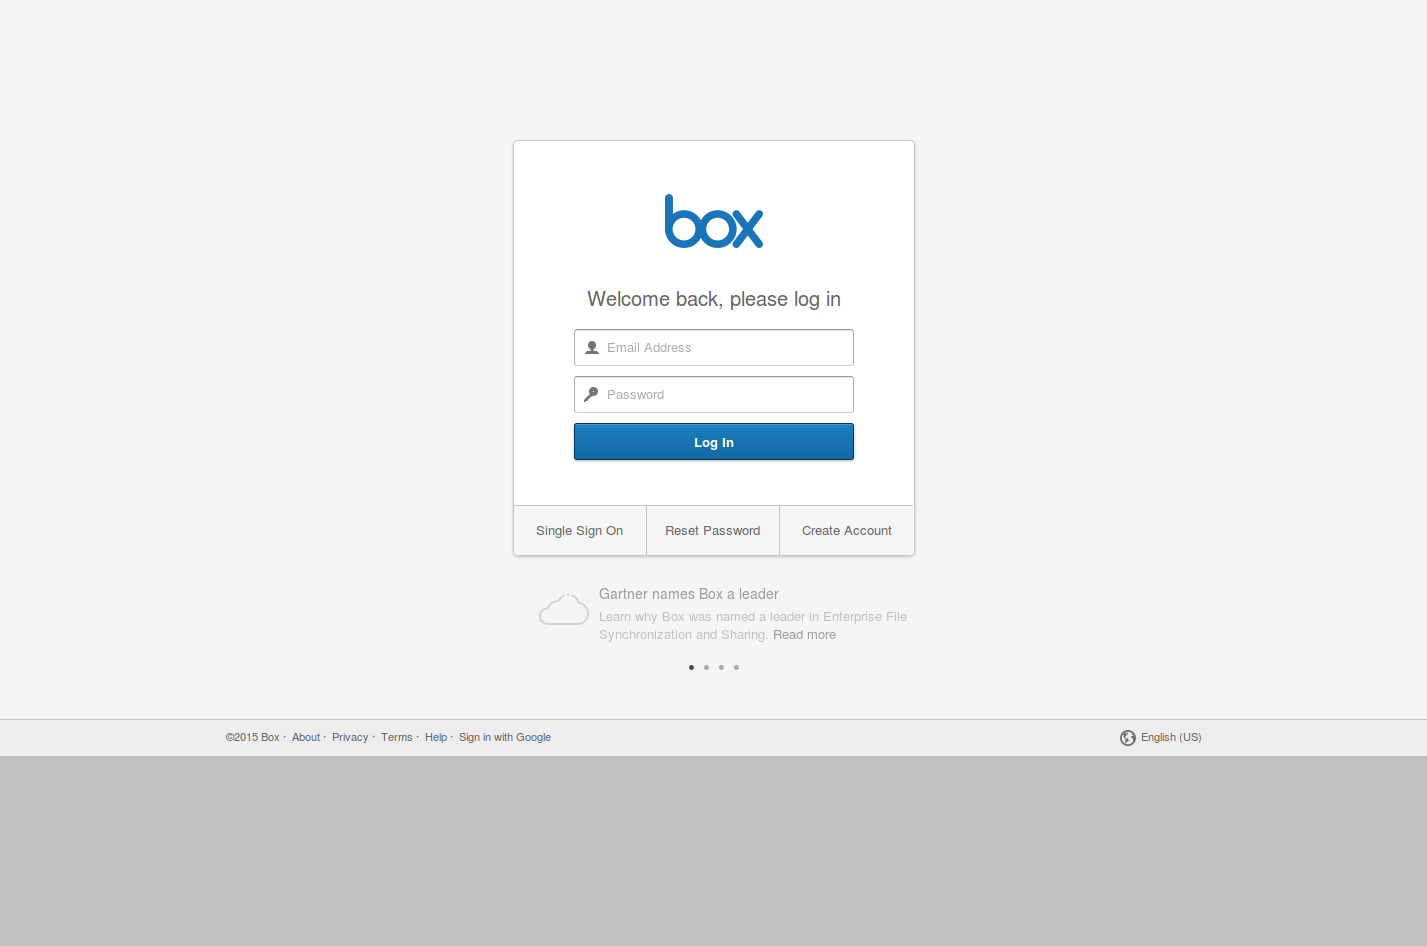 box
Welcome back, please log in
Email Address
Password
Log In
Single Sign On
Reset Password
Create Account
Gartner names Box a leader
Learn why Box was named a leader in Enterprise File
Synchronization and Sharing. Read more
©2015 Box · About · Privacy · Terms · Help · Sign in with Google
English (US)